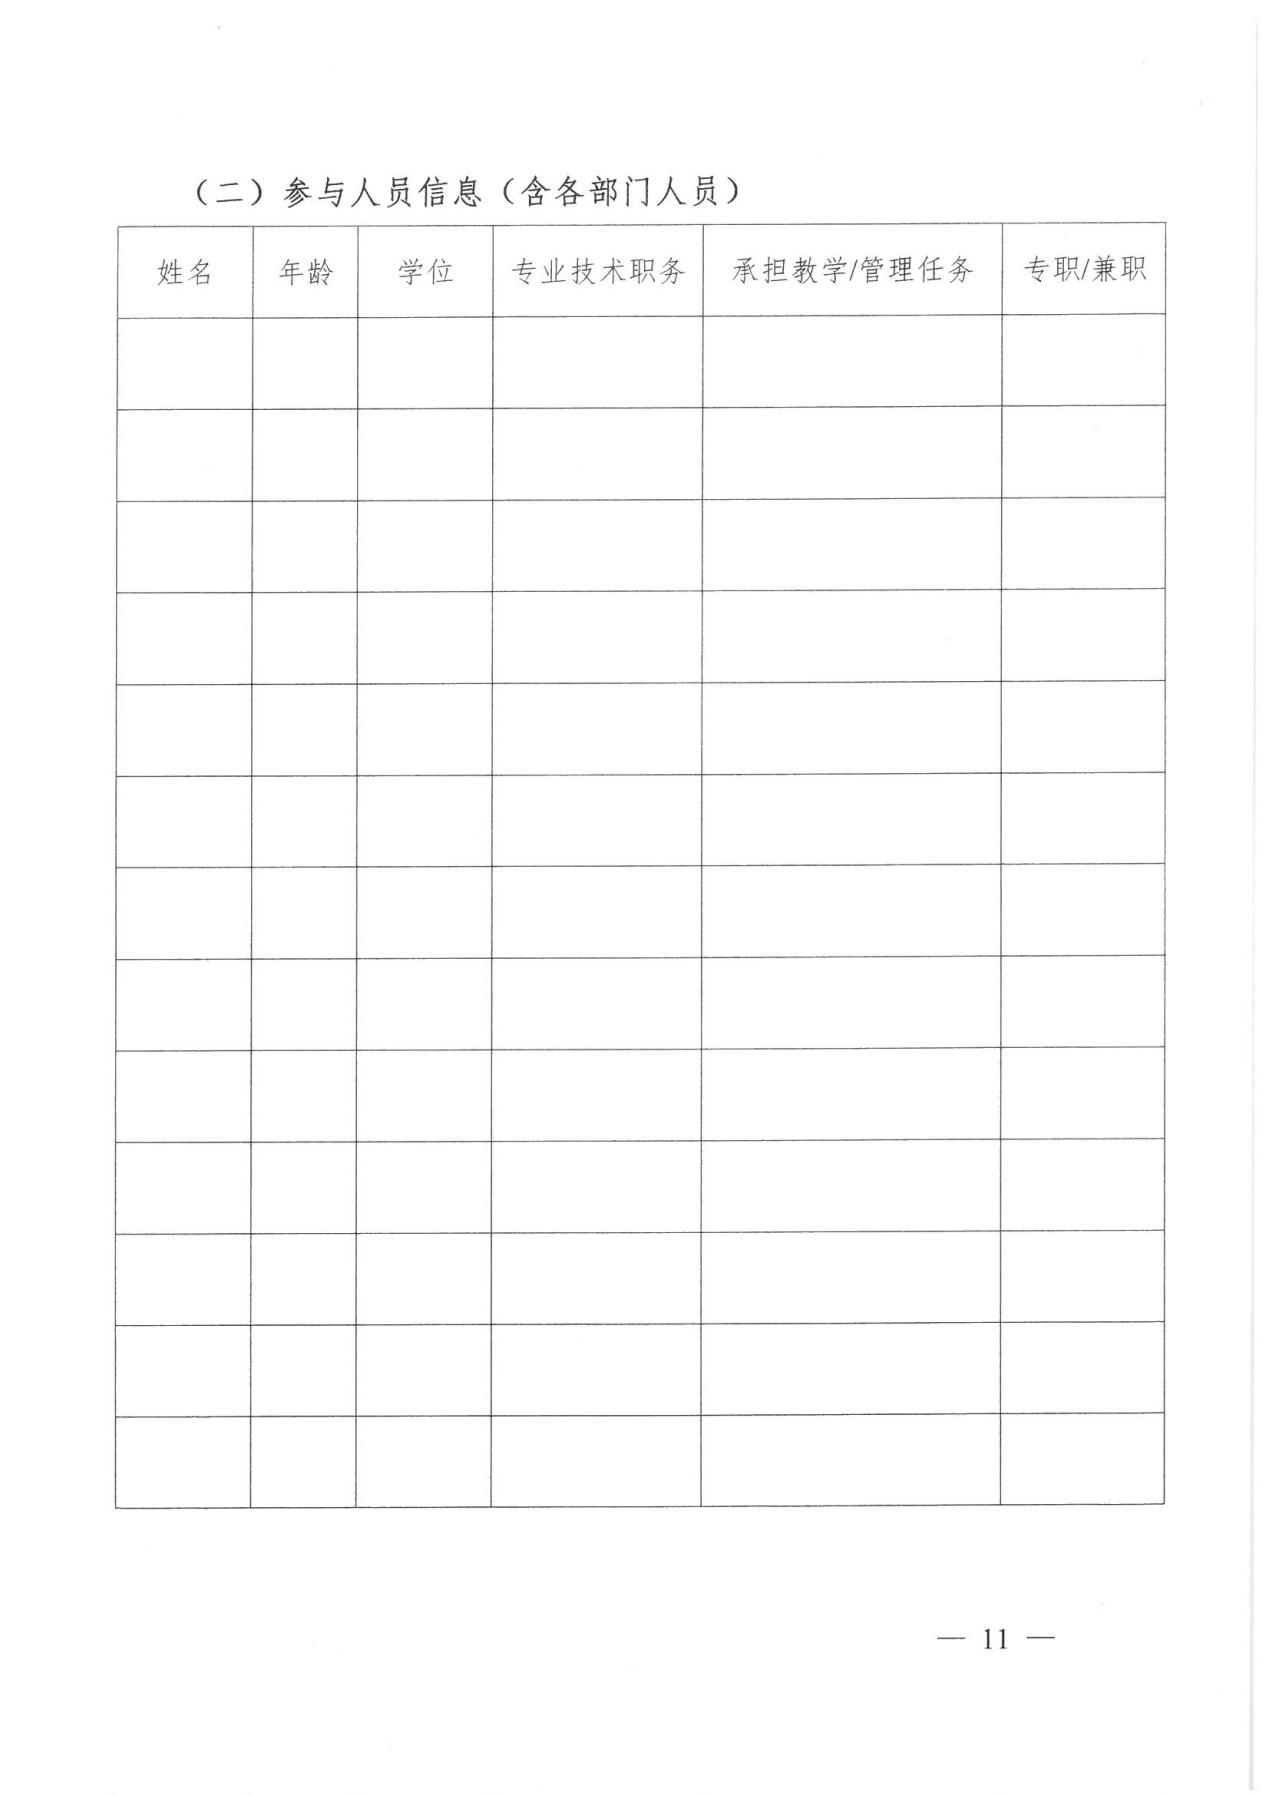 （二）参与人员信息（含各部门人员）
姓名 年龄 学位 专业技术职务 承担教学/管理任务 专职/兼职
— 11 —